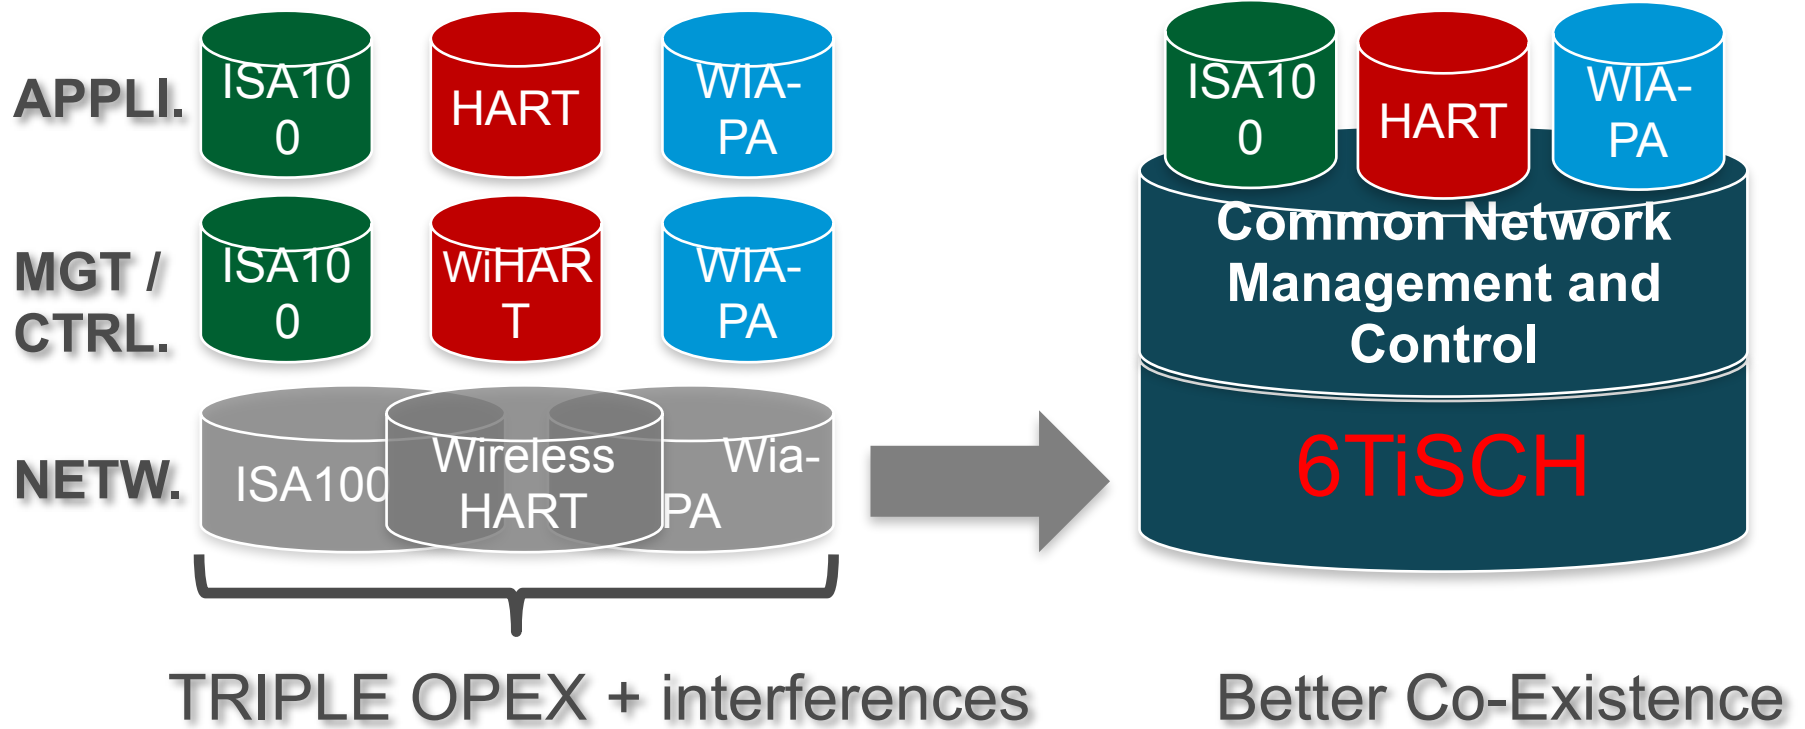 APPLI.
ISA10
0
HART
WIA-
PA
MGT /
CTRL.
ISA10
0
WiHAR
T
WIA-
PA
NETW.
ISA100
Wireless
HART
Wia-
PA
TRIPLE OPEX + interferences
ISA10
0
HART
WIA-
PA
Common Network
Management and
Control
6TiSCH
Better Co-Existence